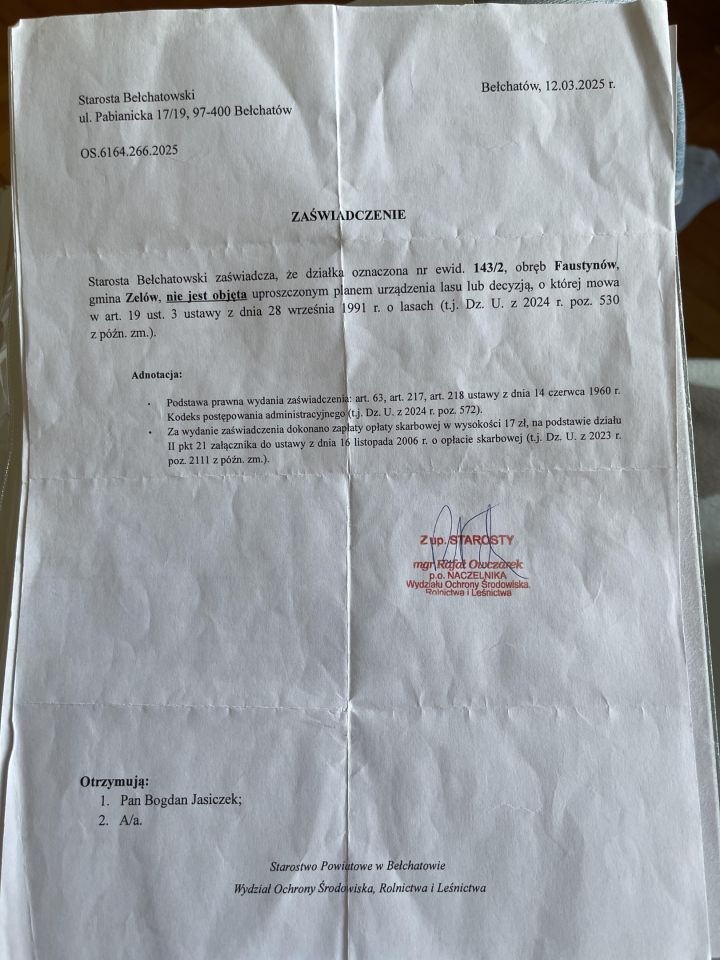 Starosta Bełchatowski
Bełchatów, 12.03.2025 r.
ul. Pabianicka 17/19, 97-400 Bełchatów
OS.6164.266.2025
ZAŚWIADCZENIE
Starosta Bełchatowski zaświadcza, że działka oznaczona nr ewid. 143/2, obręb Faustynów,
gmina Zelów, nie jest objęta uproszczonym planem urządzenia lasu lub decyzją, o której mowa
w art. 19 ust. 3 ustawy z dnia 28 września 1991 r. o lasach (t.j. Dz. U. z 2024 r. poz. 530
z późn. zm.).
Adnotacja:
• Podstawa prawna wydania zaświadczenia: art. 63, art. 217, art. 218 ustawy z dnia 14 czerwca 1960 r.
Kodeks postępowania administracyjnego (t.j. Dz. U. z 2024 r. poz. 572).
• Za wydanie zaświadczenia dokonano zapłaty opłaty skarbowej w wysokości 17 zł, na podstawie działu
II pkt 21 załącznika do ustawy z dnia 16 listopada 2006 r. o opłacie skarbowej (t.j. Dz. U. z 2023 r.
poz. 2111 z późn. zm.).
Z up. STAROSTY
mgr Rafał Owczarek
p.o. NACZELNIKA
Wydziału Ochrony Środowiska,
Rolnictwa i Leśnictwa
Otrzymują:
1. Pan Bogdan Jasiczek;
2. A/a.
Starostwo Powiatowe w Bełchatowie
Wydział Ochrony Środowiska, Rolnictwa i Leśnictwa